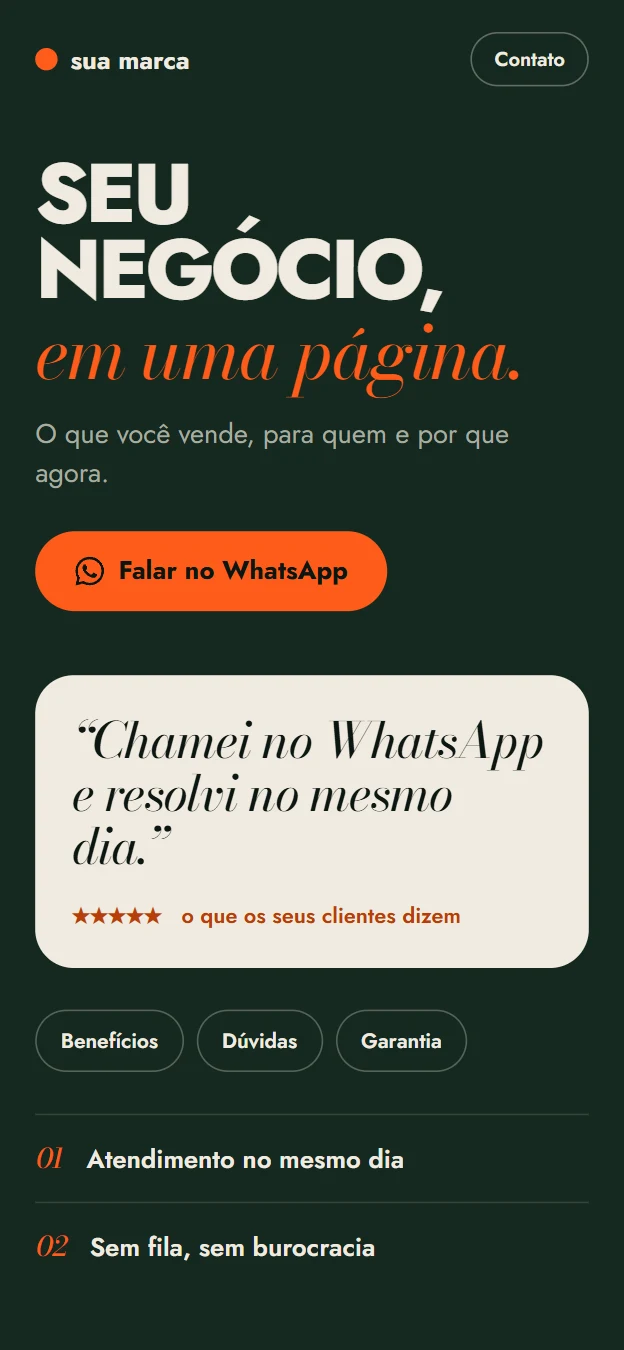 sua marca
Contato
SEU
NEGÓCIO,
em uma página.
O que você vende, para quem e por que
agora.
Falar no WhatsApp
“Chamei no WhatsApp
e resolvi no mesmo
dia.”
★★★★★ o que os seus clientes dizem
Benefícios
Dúvidas
Garantia
01 Atendimento no mesmo dia
02 Sem fila, sem burocracia